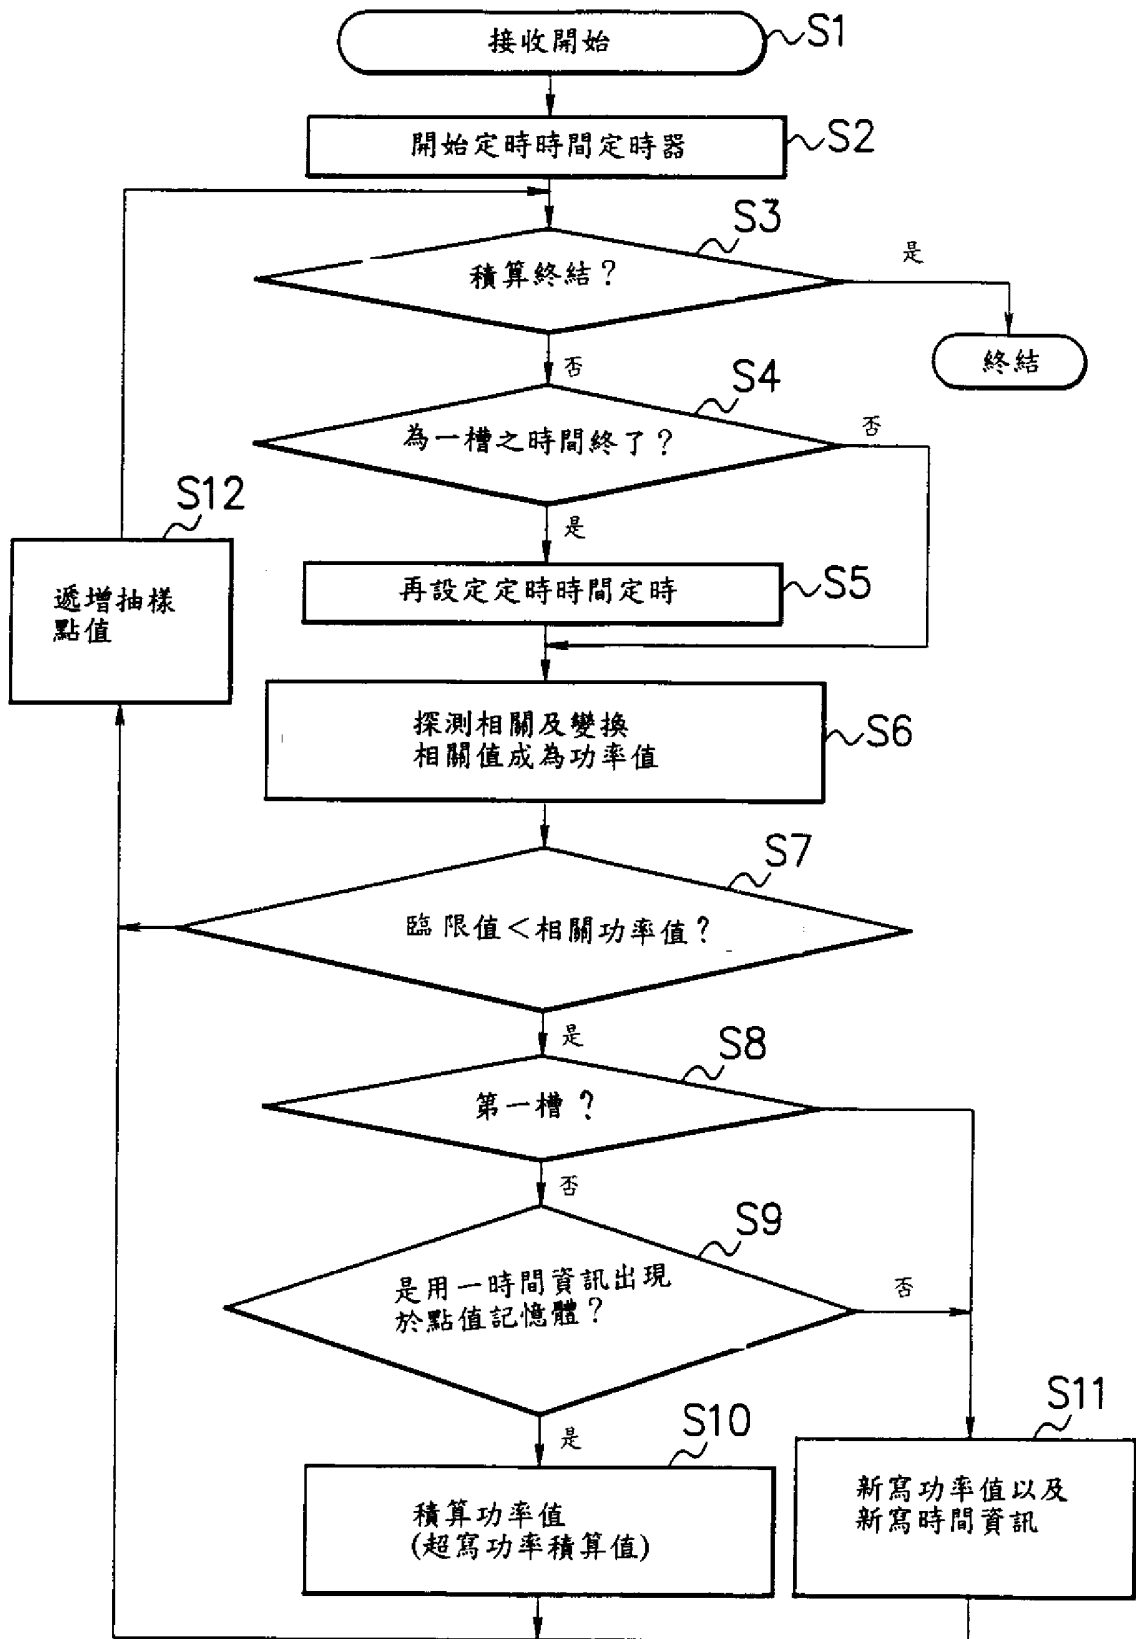 接收開始
S1
開始定時時間定時器
S2
S3
積算終結？
是
終結
否
S4
為一槽之時間終了？
否
S12
是
遞增抽樣
點值
再設定定時時間定時
S5
探測相關及變換
相關值成為功率值
S6
S7
臨限值＜相關功率值？
是
S8
第一槽？
否
S9
是用一時間資訊出現
於點值記憶體？
否
是
S10
S11
積算功率值
(超寫功率積算值)
新寫功率值以及
新寫時間資訊